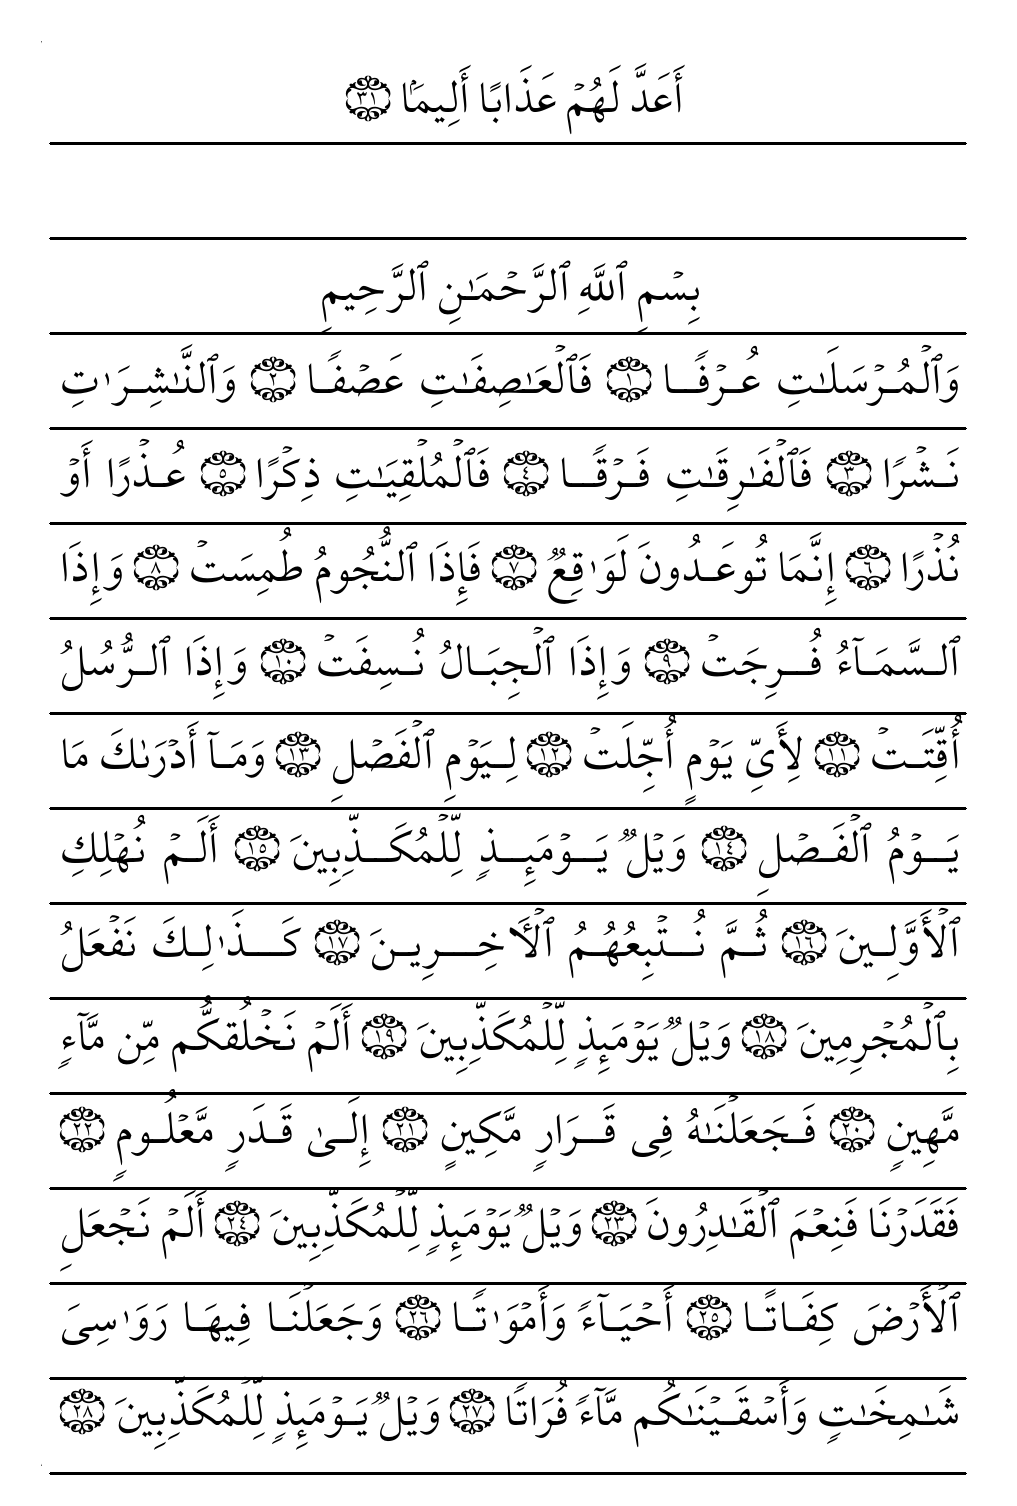 أَعَدَّ لَهُمۡ عَذَابًا أَلِيمَۢا ٣١
بِسۡمِ ٱللَّهِ ٱلرَّحۡمَـٰنِ ٱلرَّحِيمِ
وَٱلۡمُرۡسَلَـٰتِ عُرۡفًا ١ فَٱلۡعَـٰصِفَـٰتِ عَصۡفًا ٢ وَٱلنَّـٰشِرَٰتِ
نَشۡرًا ٣ فَٱلۡفَـٰرِقَـٰتِ فَرۡقًا ٤ فَٱلۡمُلۡقِيَـٰتِ ذِكۡرًا ٥ عُذۡرًا أَوۡ
نُذۡرًا ٦ إِنَّمَا تُوعَدُونَ لَوَٰقِعٌ ٧ فَإِذَا ٱلنُّجُومُ طُمِسَتۡ ٨ وَإِذَا
ٱلسَّمَآءُ فُرِجَتۡ ٩ وَإِذَا ٱلۡجِبَالُ نُسِفَتۡ ١٠ وَإِذَا ٱلرُّسُلُ
أُقِّتَتۡ ١١ لِأَىِّ يَوۡمٍ أُجِّلَتۡ ١٢ لِيَوۡمِ ٱلۡفَصۡلِ ١٣ وَمَآ أَدۡرَىٰكَ مَا
يَوۡمُ ٱلۡفَصۡلِ ١٤ وَيۡلٌ يَوۡمَئِذٍ لِّلۡمُكَذِّبِينَ ١٥ أَلَمۡ نُهۡلِكِ
ٱلۡأَوَّلِينَ ١٦ ثُمَّ نُتۡبِعُهُمُ ٱلۡأَخِرِينَ ١٧ كَذَٰلِكَ نَفۡعَلُ
بِٱلۡمُجۡرِمِينَ ١٨ وَيۡلٌ يَوۡمَئِذٍ لِّلۡمُكَذِّبِينَ ١٩ أَلَمۡ نَخۡلُقكُّم مِّن مَّآءٍ
مَّهِينٍ ٢٠ فَجَعَلۡنَـٰهُ فِى قَرَارٍ مَّكِينٍ ٢١ إِلَىٰ قَدَرٍ مَّعۡلُومٍ ٢٢
فَقَدَرۡنَا فَنِعۡمَ ٱلۡقَـٰدِرُونَ ٢٣ وَيۡلٌ يَوۡمَئِذٍ لِّلۡمُكَذِّبِينَ ٢٤ أَلَمۡ نَجۡعَلِ
ٱلۡأَرۡضَ كِفَاتًا ٢٥ أَحۡيَآءً وَأَمۡوَٰتًا ٢٦ وَجَعَلۡنَا فِيهَا رَوَٰسِىَ
شَـٰمِخَـٰتٍ وَأَسۡقَيۡنَـٰكُم مَّآءً فُرَاتًا ٢٧ وَيۡلٌ يَوۡمَئِذٍ لِّلۡمُكَذِّبِينَ ٢٨